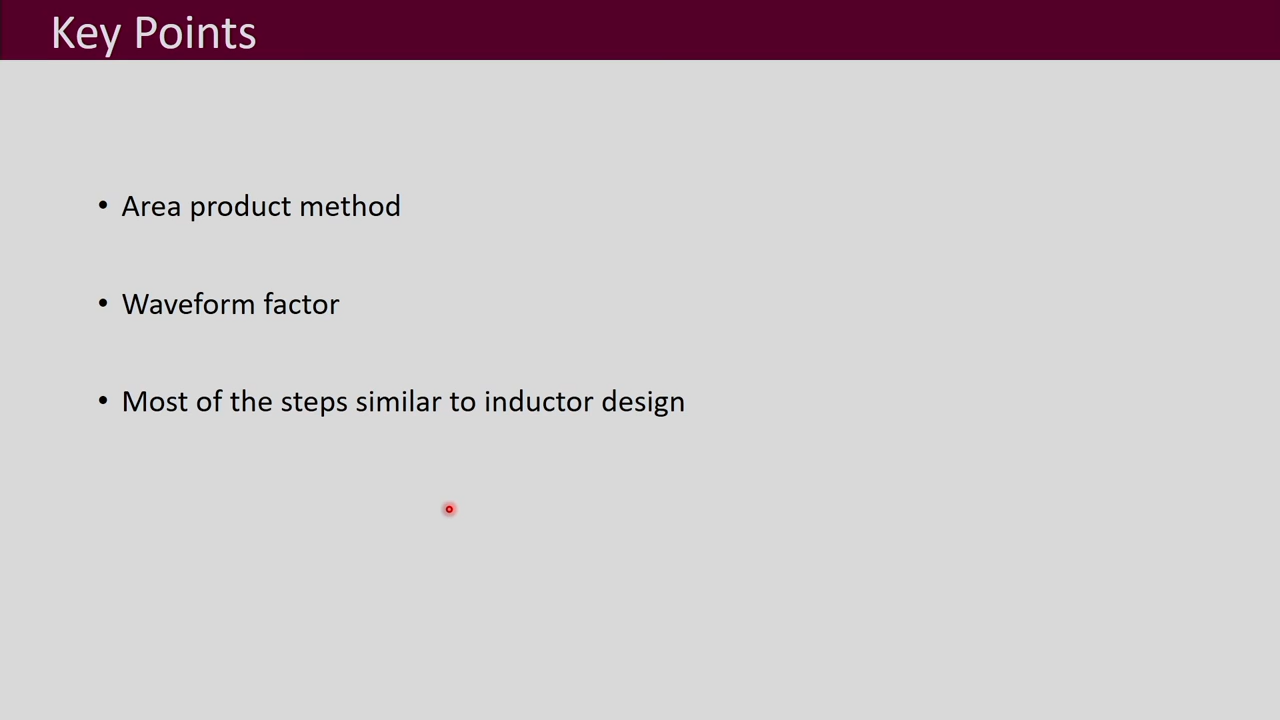 Key Points
• Area product method
• Waveform factor
• Most of the steps similar to inductor design